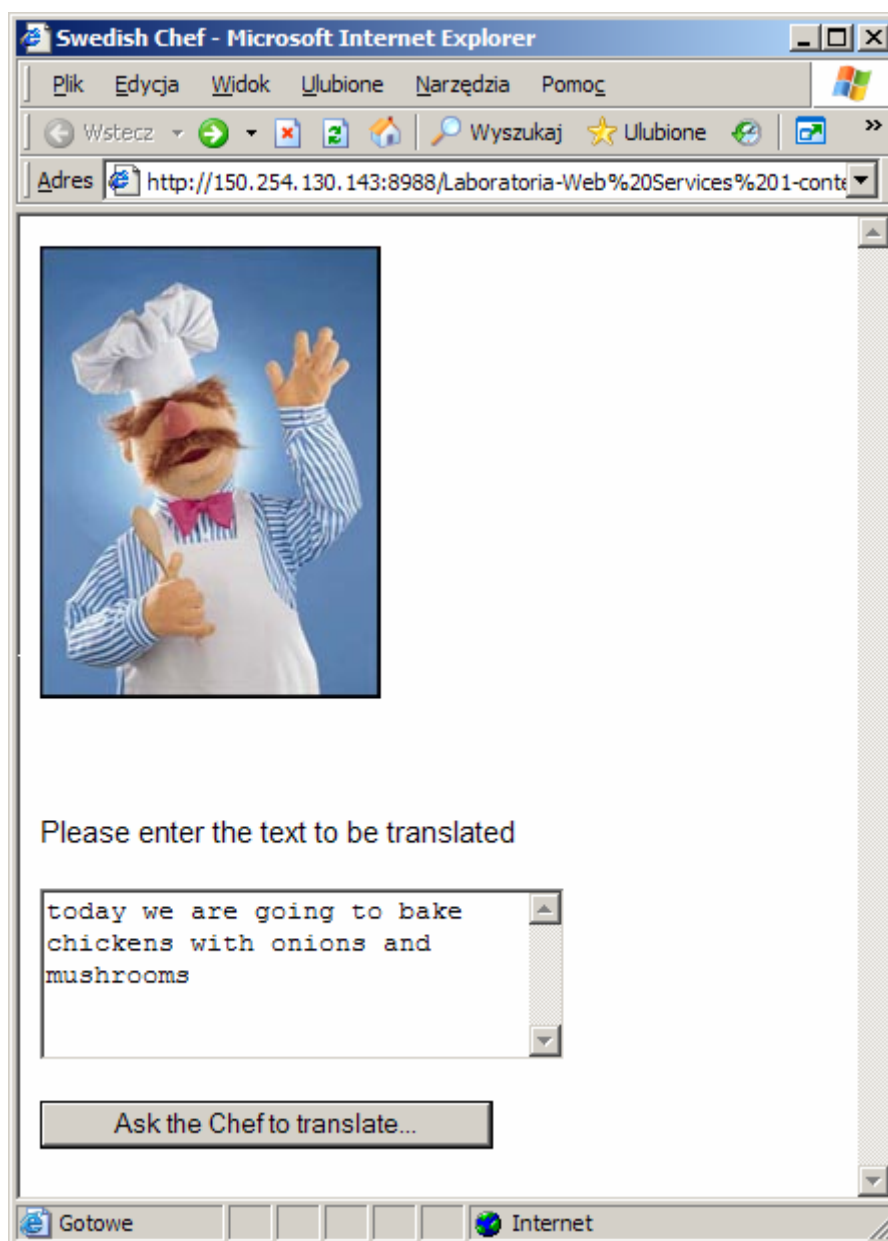 Swedish Chef - Microsoft Internet Explorer
Plik Edycja Widok Ulubione Narzędzia Pomoc
Wstecz Wyszukaj Ulubione »
Adres http://150.254.130.143:8988/Laboratoria-Web%20Services%201-conte
Please enter the text to be translated
today we are going to bake
chickens with onions and
mushrooms
Ask the Chef to translate...
Gotowe Internet